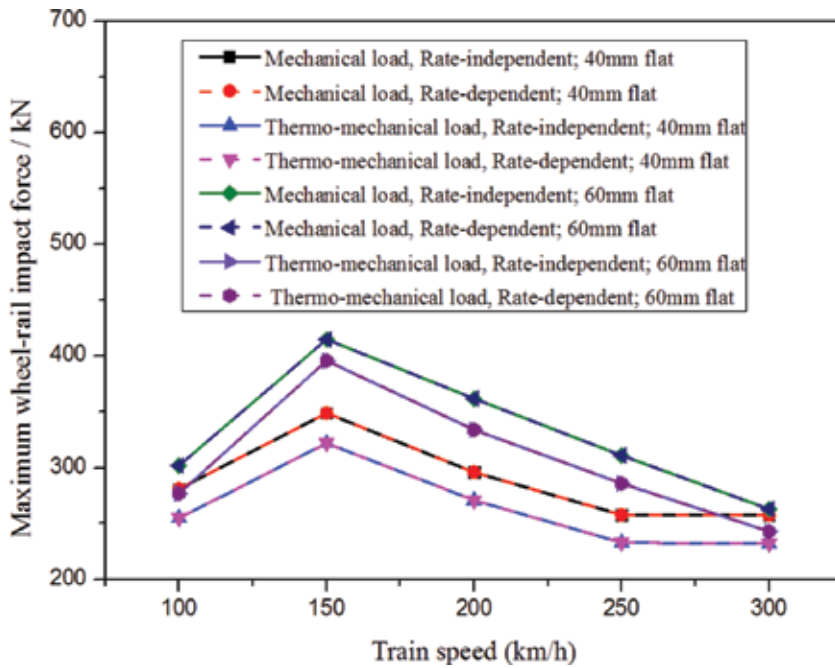 700
600
500
400
300
200
Maximum wheel-rail impact force / kN
Mechanical load, Rate-independent; 40mm flat
Mechanical load, Rate-dependent; 40mm flat
Thermo-mechanical load, Rate-independent; 40mm flat
Thermo-mechanical load, Rate-dependent; 40mm flat
Mechanical load, Rate-independent; 60mm flat
Mechanical load, Rate-dependent; 60mm flat
Thermo-mechanical load, Rate-independent; 60mm flat
Thermo-mechanical load, Rate-dependent; 60mm flat
100 150 200 250 300
Train speed (km/h)